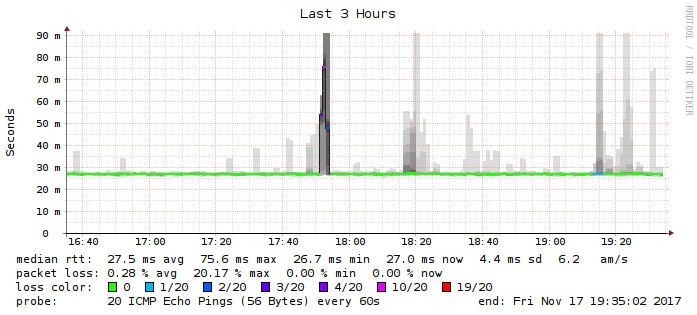 Last 3 Hours
RRDTOOL / TOBI OETIKER
Seconds
90 m
80 m
70 m
60 m
50 m
40 m
30 m
20 m
10 m
0
16:40 17:00 17:20 17:40 18:00 18:20 18:40 19:00 19:20
median rtt: 27.5 ms avg 75.6 ms max 26.7 ms min 27.0 ms now 4.4 ms sd 6.2 am/s
packet loss: 0.28 % avg 20.17 % max 0.00 % min 0.00 % now
loss color: 0 1/20 2/20 3/20 4/20 10/20 19/20
probe: 20 ICMP Echo Pings (56 Bytes) every 60s end: Fri Nov 17 19:35:02 2017